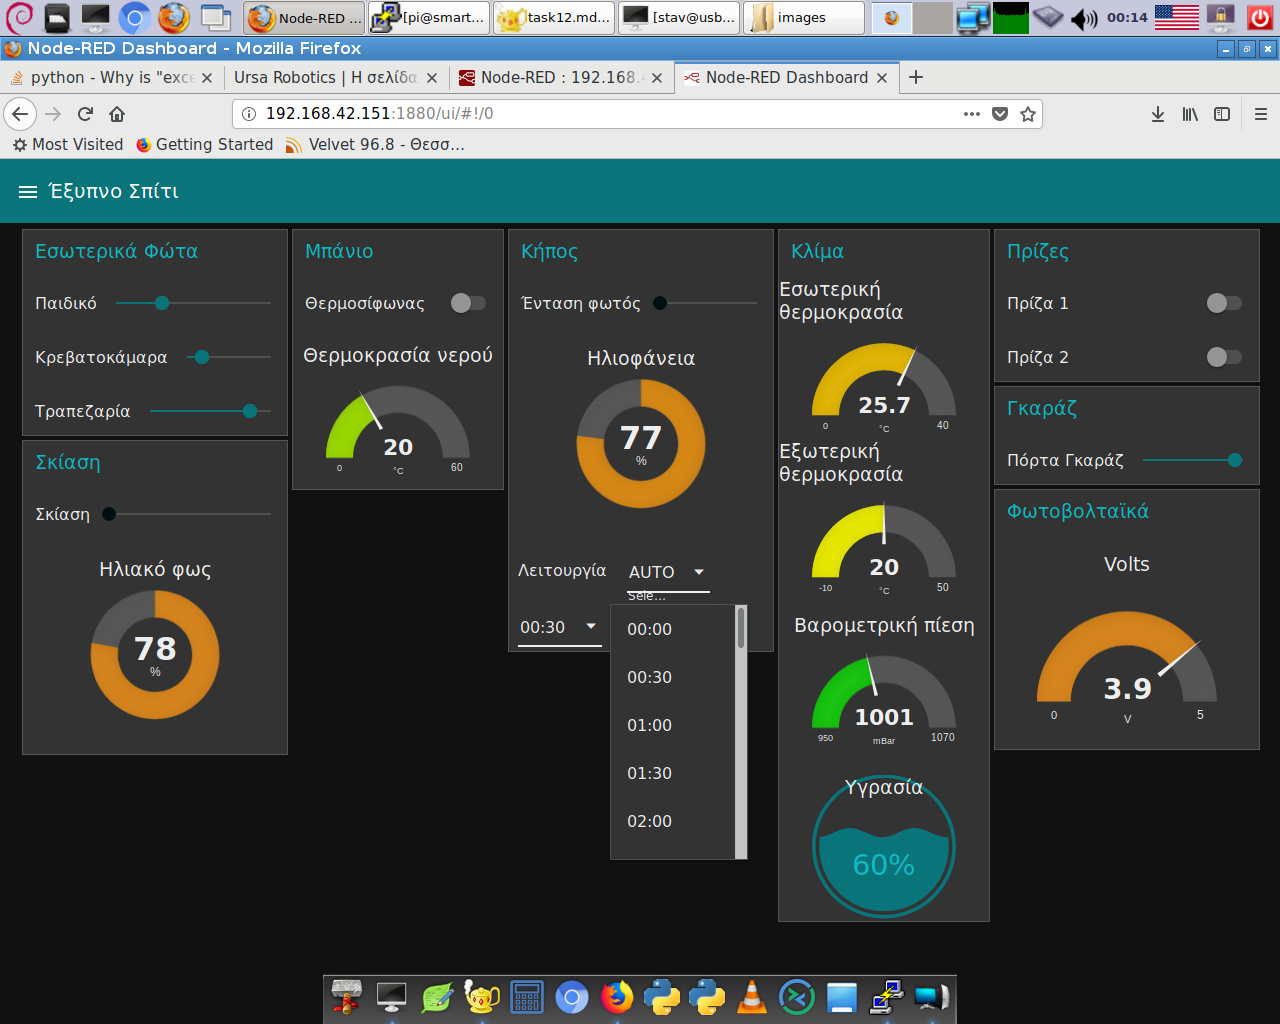 Node-RED ...
[pi@smart...
task12.md...
[stav@usb...
images
00:14
Node-RED Dashboard - Mozilla Firefox
python - Why is "exce
Ursa Robotics | Η σελίδα
Node-RED : 192.168.4
Node-RED Dashboard
192.168.42.151:1880/ui/#!/0
Most Visited
Getting Started
Velvet 96.8 - Θεσσ...
Έξυπνο Σπίτι
Εσωτερικά Φώτα
Παιδικό
Κρεβατοκάμαρα
Τραπεζαρία
Σκίαση
Σκίαση
Ηλιακό φως
78
%
Μπάνιο
Θερμοσίφωνας
Θερμοκρασία νερού
20
0
°C
60
Κήπος
Ένταση φωτός
Ηλιοφάνεια
77
%
Λειτουργία
AUTO
Sele...
00:30
00:00
00:30
01:00
01:30
02:00
Κλίμα
Εσωτερική
θερμοκρασία
25.7
0
°C
40
Εξωτερική
θερμοκρασία
20
-10
°C
50
Βαρομετρική πίεση
1001
950
mBar
1070
Υγρασία
60%
Πρίζες
Πρίζα 1
Πρίζα 2
Γκαράζ
Πόρτα Γκαράζ
Φωτοβολταϊκά
Volts
3.9
0
V
5